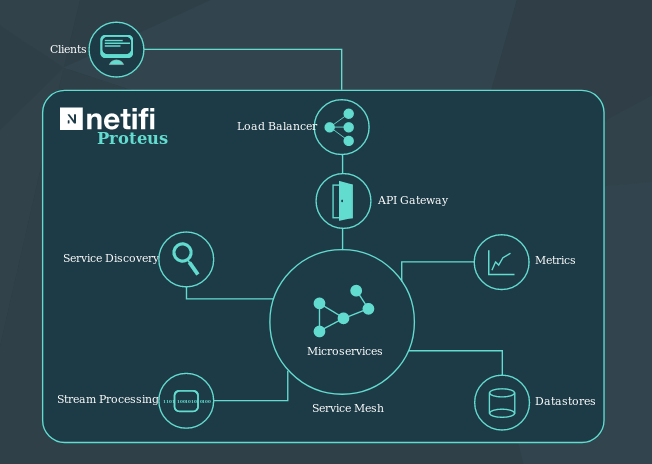 Clients
netifi
Proteus
Load Balancer
API Gateway
Service Discovery
Metrics
Microservices
Stream Processing
Datastores
Service Mesh